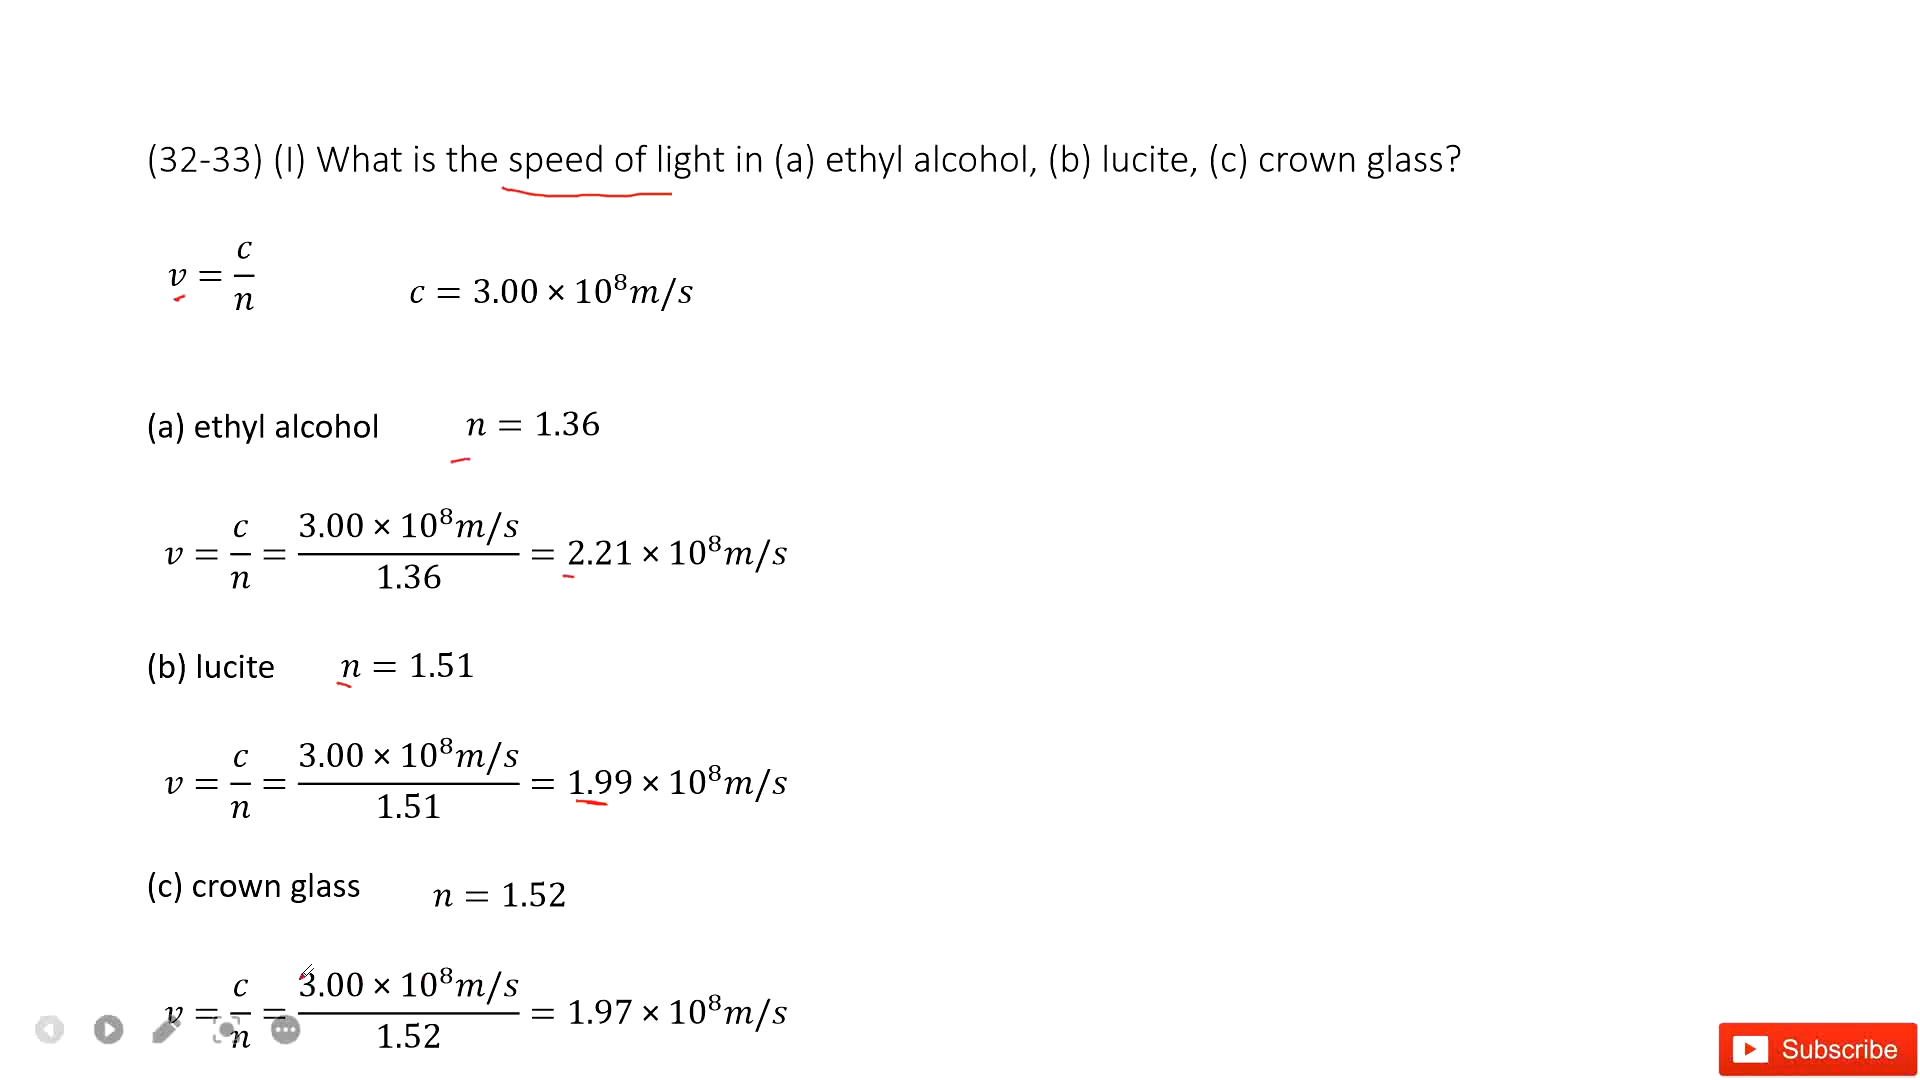 (32-33) (I) What is the speed of light in (a) ethyl alcohol, (b) lucite, (c) crown glass?
v = c/n
c = 3.00 × 10⁸m/s
(a) ethyl alcohol n = 1.36
v = c/n = 3.00 × 10⁸m/s / 1.36 = 2.21 × 10⁸m/s
(b) lucite n = 1.51
v = c/n = 3.00 × 10⁸m/s / 1.51 = 1.99 × 10⁸m/s
(c) crown glass n = 1.52
v = c/n = 3.00 × 10⁸m/s / 1.52 = 1.97 × 10⁸m/s
Subscribe